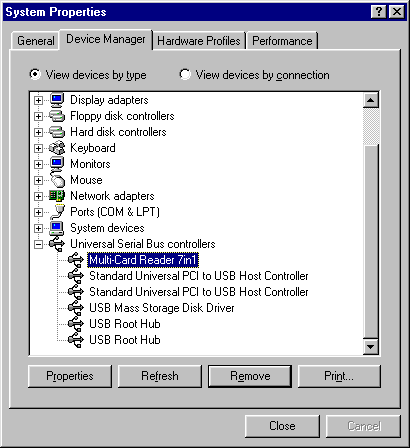 System Properties
General Device Manager Hardware Profiles Performance
View devices by type View devices by connection
Display adapters
Floppy disk controllers
Hard disk controllers
Keyboard
Monitors
Mouse
Network adapters
Ports (COM & LPT)
System devices
Universal Serial Bus controllers
Multi-Card Reader 7in1
Standard Universal PCI to USB Host Controller
Standard Universal PCI to USB Host Controller
USB Mass Storage Disk Driver
USB Root Hub
USB Root Hub
Properties Refresh Remove Print...
Close Cancel